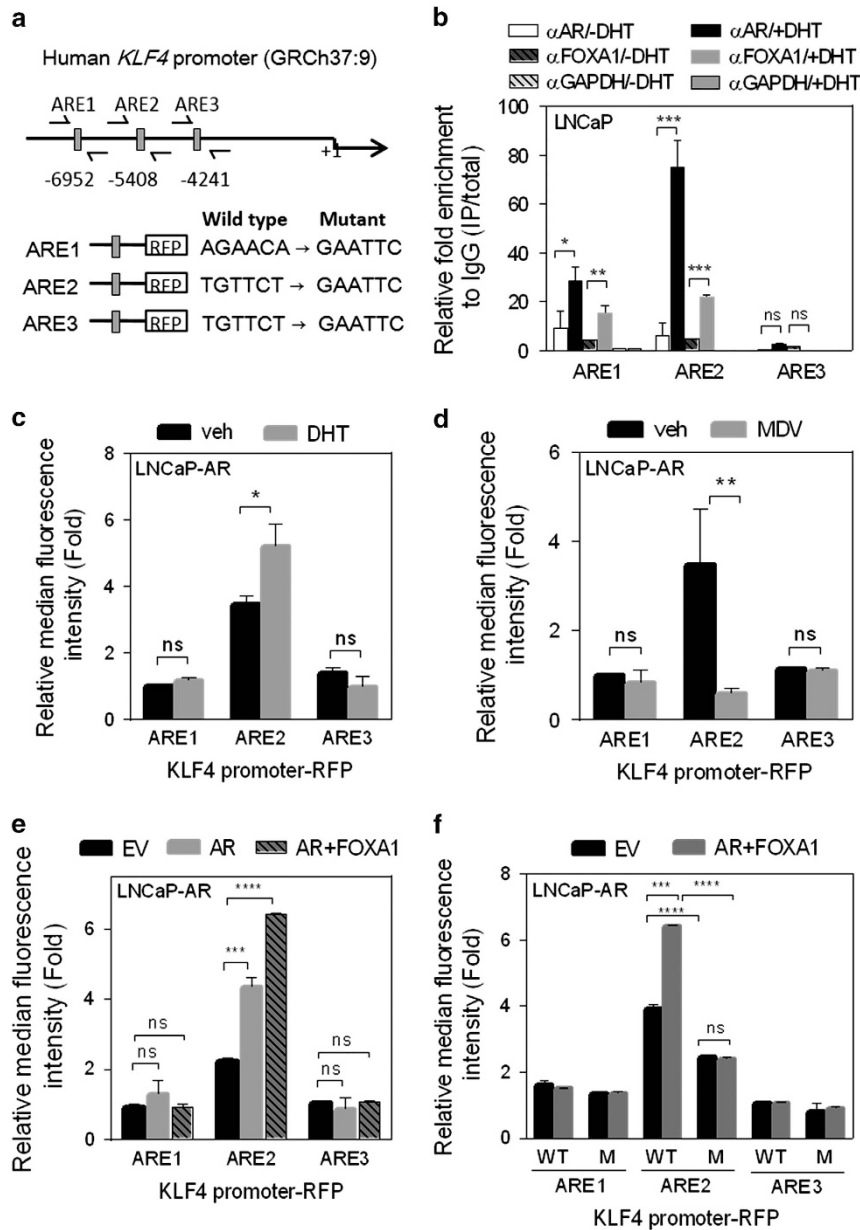 a
Human KLF4 promoter (GRCh37:9)
ARE1 ARE2 ARE3
+1
-6952 -5408 -4241
Wild type Mutant
ARE1 RFP AGAACA → GAATTC
ARE2 RFP TGTTCT → GAATTC
ARE3 RFP TGTTCT → GAATTC
b
αAR/-DHT αAR/+DHT
αFOXA1/-DHT αFOXA1/+DHT
αGAPDH/-DHT αGAPDH/+DHT
Relative fold enrichment
to IgG (IP/total)
100
80
60
40
20
0
LNCaP
* ** *** *** ns ns
ARE1 ARE2 ARE3
c
veh DHT
Relative median fluorescence
intensity (Fold)
8
6
4
2
0
LNCaP-AR
ns * ns
ARE1 ARE2 ARE3
KLF4 promoter-RFP
d
veh MDV
Relative median fluorescence
intensity (Fold)
6
4
2
0
LNCaP-AR
ns ** ns
ARE1 ARE2 ARE3
KLF4 promoter-RFP
e
EV AR AR+FOXA1
Relative median fluorescence
intensity (Fold)
6
4
2
0
LNCaP-AR
ns ns *** **** ns ns
ARE1 ARE2 ARE3
KLF4 promoter-RFP
f
EV AR+FOXA1
Relative median fluorescence
intensity (Fold)
8
6
4
2
0
LNCaP-AR
*** ****
****
ns
WT M WT M WT M
ARE1 ARE2 ARE3
KLF4 promoter-RFP